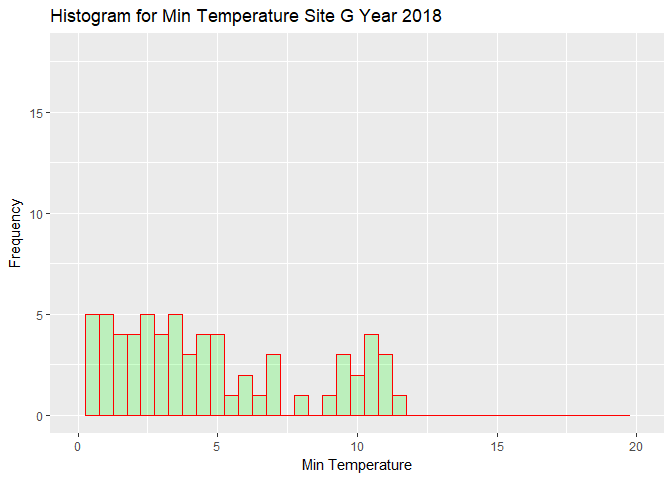 Histogram for Min Temperature Site G Year 2018
Frequency
15
10
5
0
0 5 10 15 20
Min Temperature